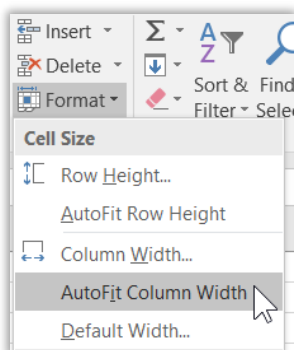 Insert
Delete
Format
Σ
A
Z
Sort &
Filter
Find
Cell Size
Row Height...
AutoFit Row Height
Column Width...
AutoFit Column Width
Default Width...